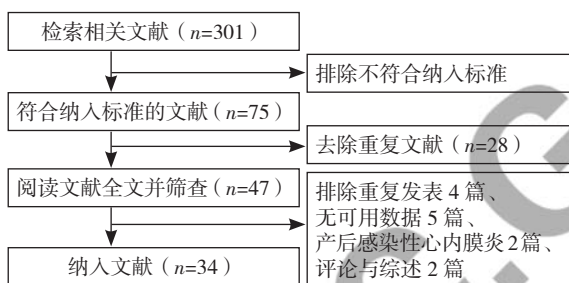 检索相关文献（n=301）
排除不符合纳入标准
符合纳入标准的文献（n=75）
去除重复文献（n=28）
阅读文献全文并筛查（n=47）
排除重复发表 4 篇、
无可用数据 5 篇、
产后感染性心内膜炎 2 篇、
评论与综述 2 篇
纳入文献（n=34）